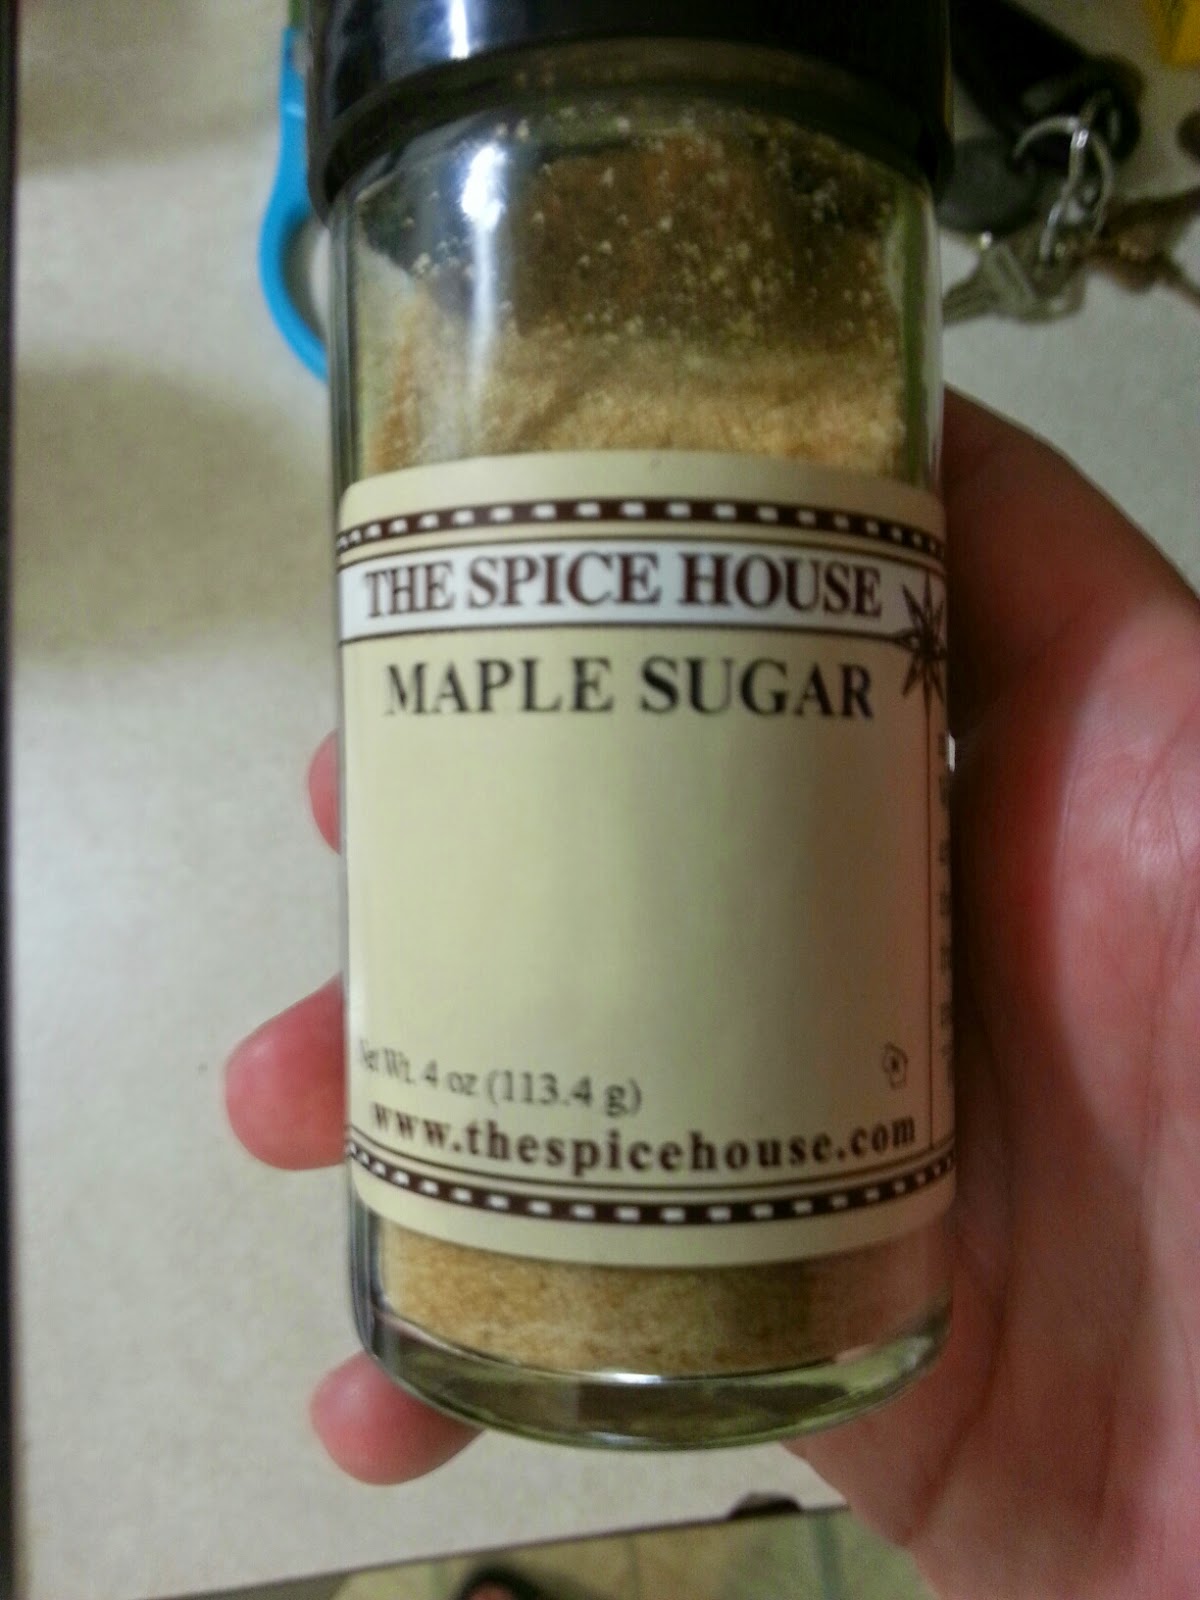 THE SPICE HOUSE
MAPLE SUGAR
Net Wt. 4 oz (113.4 g)
www.thespicehouse.com